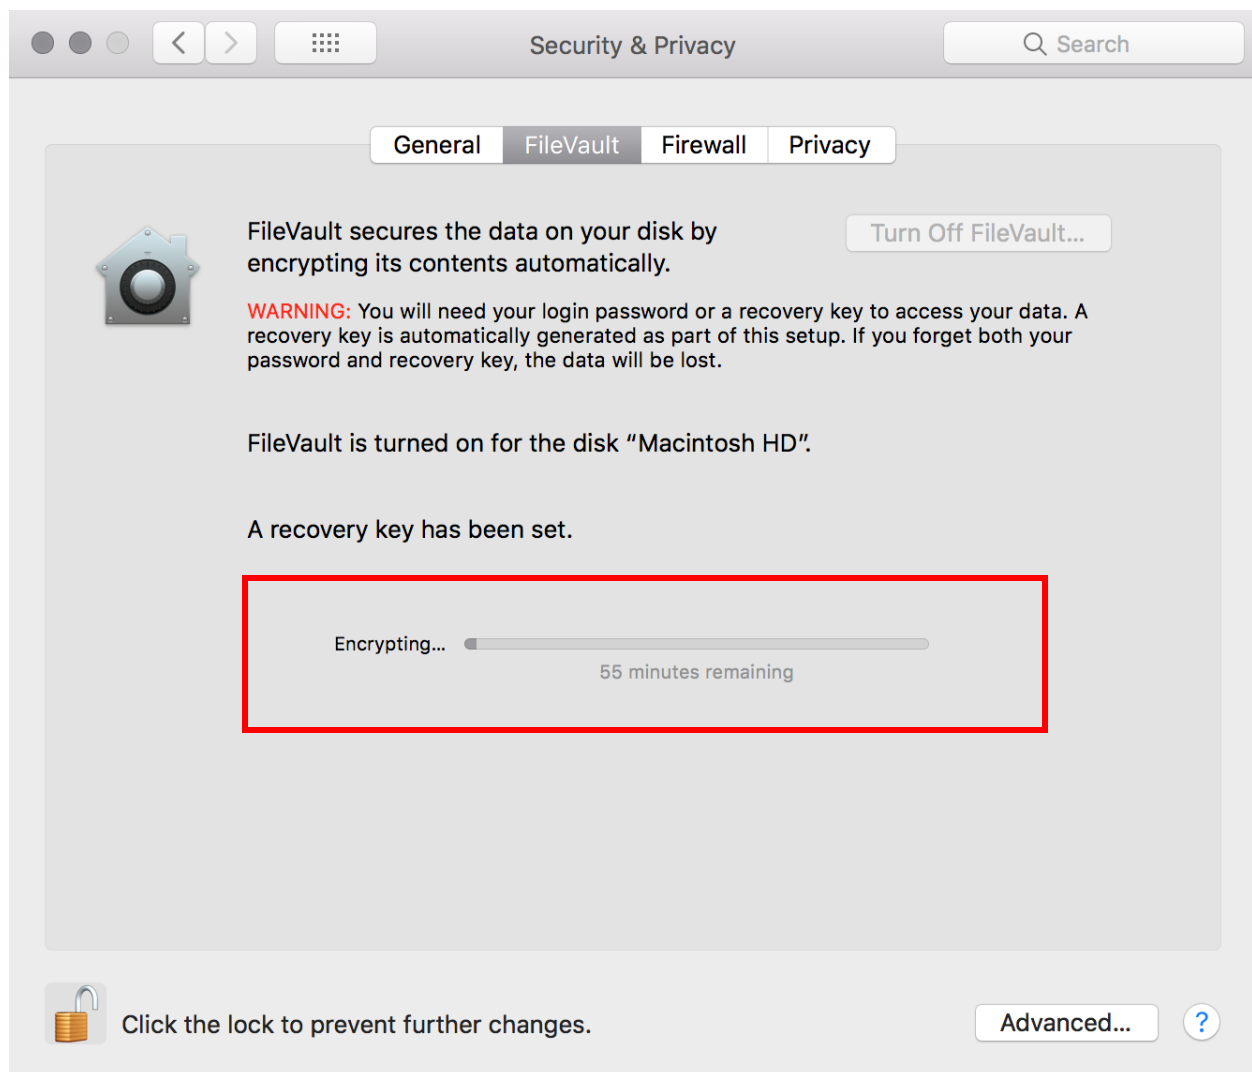 Security & Privacy
Search
General FileVault Firewall Privacy
FileVault secures the data on your disk by
encrypting its contents automatically.
Turn Off FileVault...
WARNING: You will need your login password or a recovery key to access your data. A
recovery key is automatically generated as part of this setup. If you forget both your
password and recovery key, the data will be lost.
FileVault is turned on for the disk “Macintosh HD”.
A recovery key has been set.
Encrypting...
55 minutes remaining
Click the lock to prevent further changes.
Advanced...
?